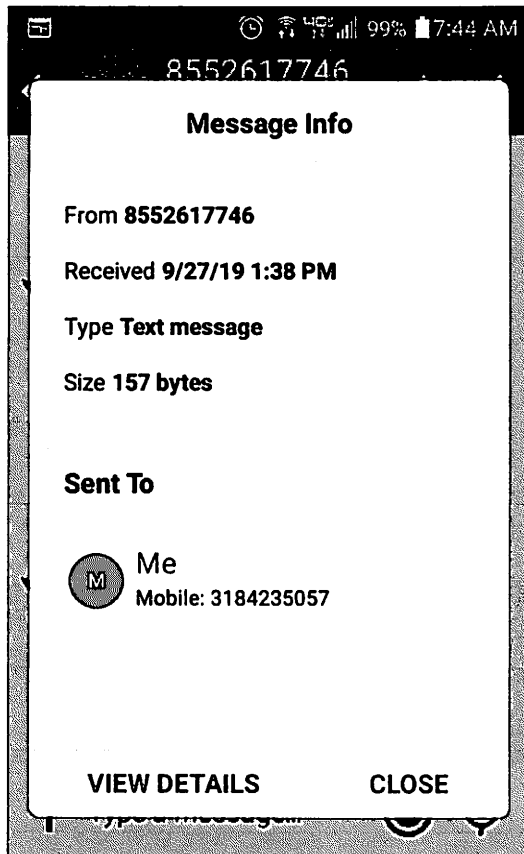 99% 7:44 AM
8552617746
Message Info
From 8552617746
Received 9/27/19 1:38 PM
Type Text message
Size 157 bytes
Sent To
M
Me
Mobile: 3184235057
VIEW DETAILS
CLOSE